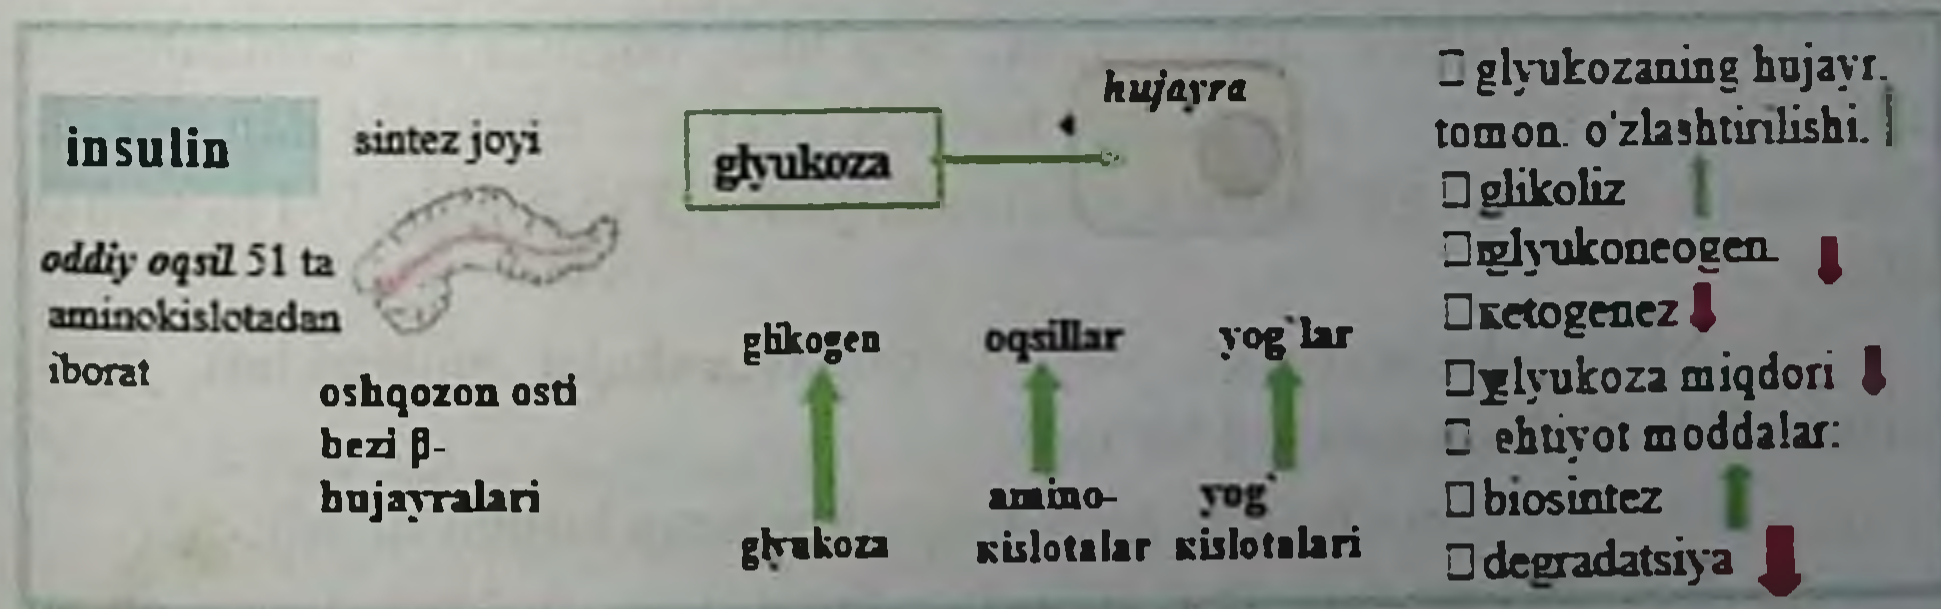 insulin
sintez joyi
oddiy oqsil 51 ta
aminokislotadan
iborat
oshqozon osti
bezi β-
hujayralari
glyukoza
hujayra
glikogen
oqsillar
yog`lar
glyukoza
amino-
kislotalar
yog`
kislotalari
glyukozaning hujayr.
tomon. o'zlashtirilishi.
glikoliz
glyukoneogen.
ketogenez
glyukoza miqdori
ehtiyot moddalar:
biosintez
degradatsiya